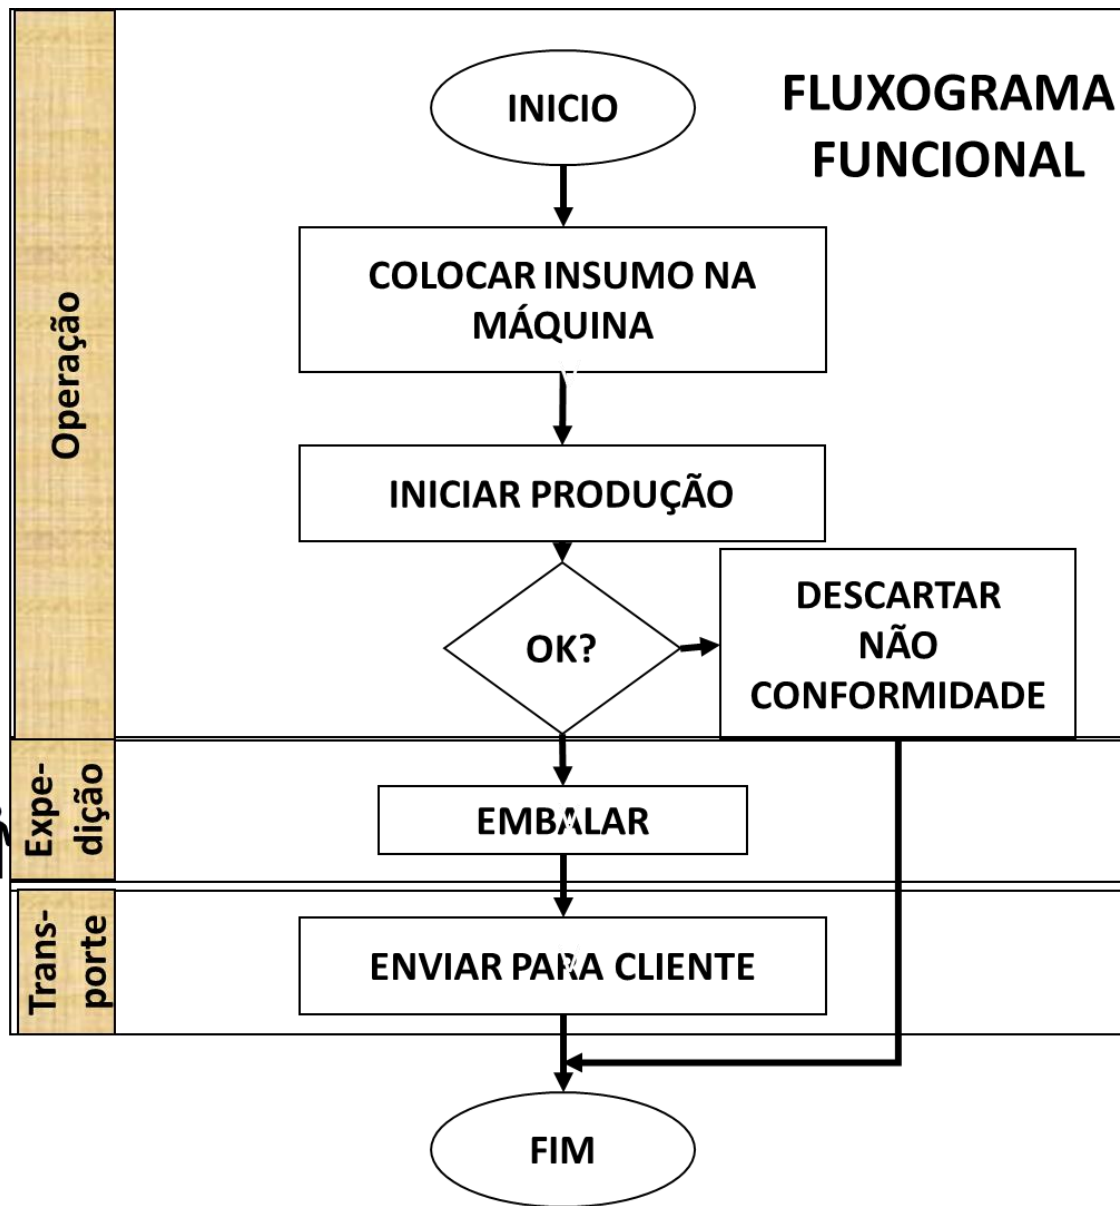 FLUXOGRAMA
FUNCIONAL
INICIO
Operação
COLOCAR INSUMO NA
MÁQUINA
INICIAR PRODUÇÃO
OK?
DESCARTAR
NÃO
CONFORMIDADE
Expe-
dição
EMBALAR
Trans-
porte
ENVIAR PARA CLIENTE
FIM